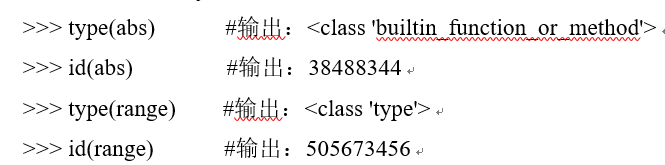 >>> type(abs) #输出：<class 'builtin_function_or_method'>
>>> id(abs) #输出：38488344
>>> type(range) #输出：<class 'type'>
>>> id(range) #输出：505673456